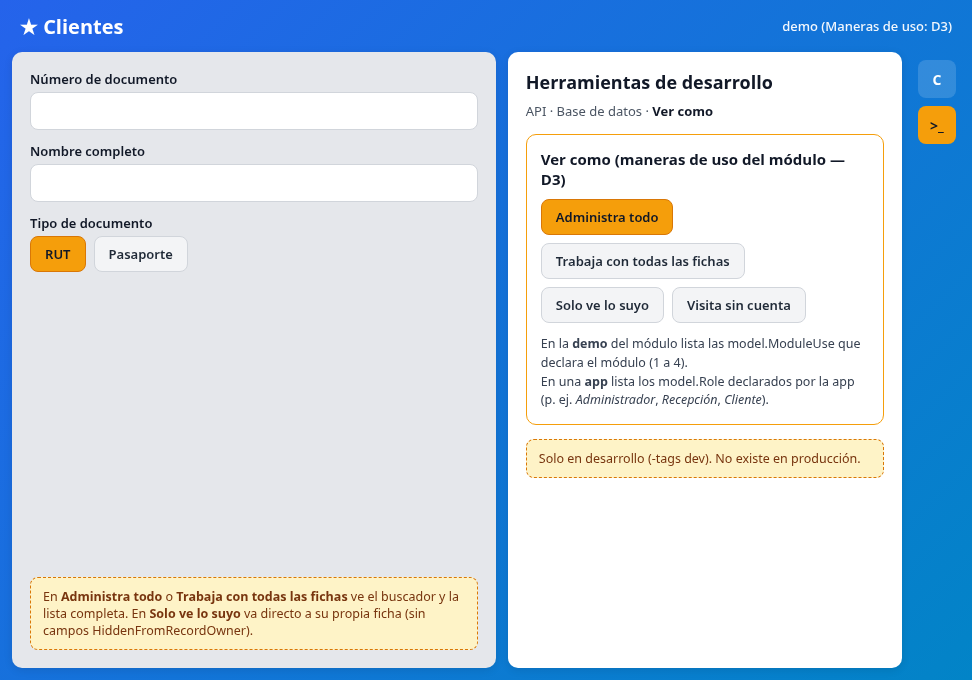 ★ Clientes
demo (Maneras de uso: D3)
Número de documento
Nombre completo
Tipo de documento
RUT
Pasaporte
En Administra todo o Trabaja con todas las fichas ve el buscador y la
lista completa. En Solo ve lo suyo va directo a su propia ficha (sin
campos HiddenFromRecordOwner).
Herramientas de desarrollo
API · Base de datos · Ver como
Ver como (maneras de uso del módulo —
D3)
Administra todo
Trabaja con todas las fichas
Solo ve lo suyo
Visita sin cuenta
En la demo del módulo lista las model.ModuleUse que
declara el módulo (1 a 4).
En una app lista los model.Role declarados por la app
(p. ej. Administrador, Recepción, Cliente).
Solo en desarrollo (-tags dev). No existe en producción.
C
>_